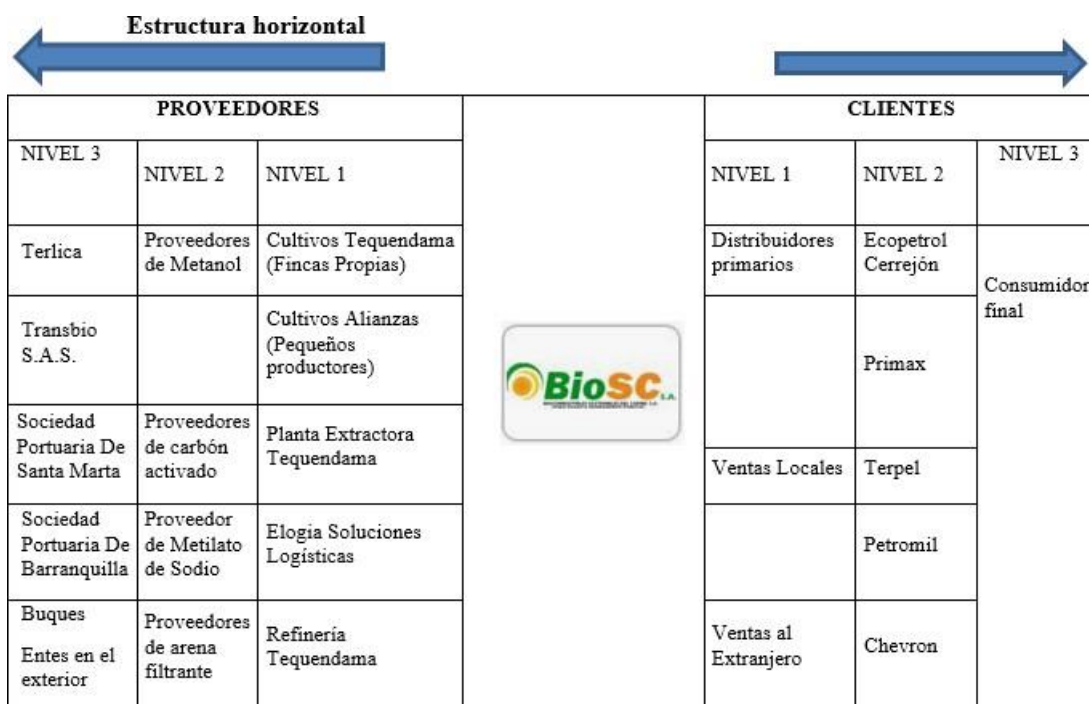 Estructura horizontal
PROVEEDORES
CLIENTES
NIVEL 3
NIVEL 2
NIVEL 1
NIVEL 1
NIVEL 2
NIVEL 3
Terlica
Proveedores
de Metanol
Cultivos Tequendama
(Fincas Propias)
Distribuidores
primarios
Ecopetrol
Cerrejón
Consumidor
final
Transbio
S.A.S.
Cultivos Alianzas
(Pequeños
productores)
BioSC S.A.
Primax
Sociedad
Portuaria De
Santa Marta
Proveedores
de carbón
activado
Planta Extractora
Tequendama
Ventas Locales
Terpel
Sociedad
Portuaria De
Barranquilla
Proveedor
de Metilato
de Sodio
Elogia Soluciones
Logísticas
Petromil
Buques
Entes en el
exterior
Proveedores
de arena
filtrante
Refinería
Tequendama
Ventas al
Extranjero
Chevron